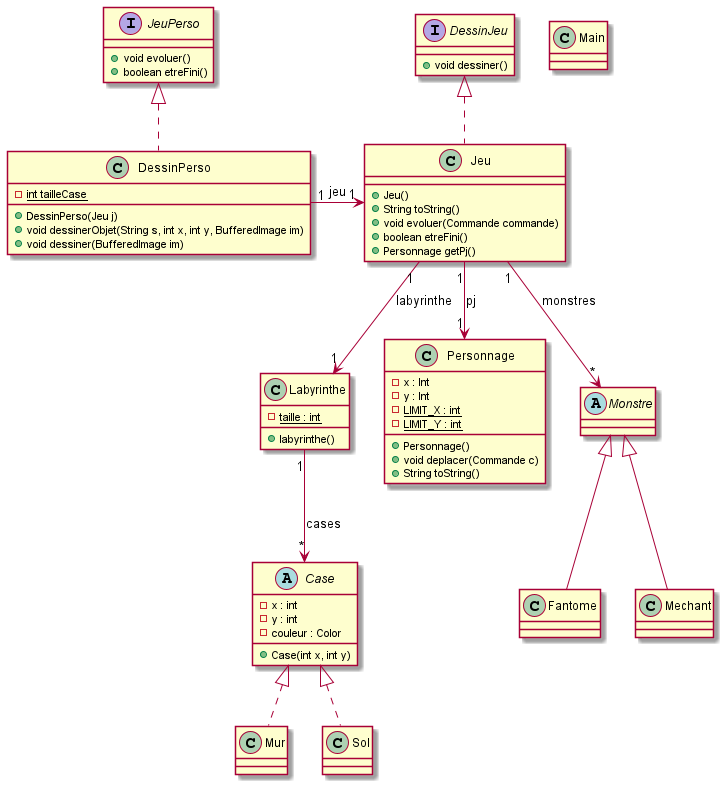 I JeuPerso
void evoluer()
boolean etreFini()
I DessinJeu
void dessiner()
C Main
C DessinPerso
int tailleCase
DessinPerso(Jeu j)
void dessinerObjet(String s, int x, int y, BufferedImage im)
void dessiner(BufferedImage im)
1 jeu 1
C Jeu
Jeu()
String toString()
void evoluer(Commande commande)
boolean etreFini()
Personnage getPj()
1 labyrinthe 1
1 pj 1
1 monstres *
C Labyrinthe
taille : int
labyrinthe()
C Personnage
x : Int
y : Int
LIMIT_X : int
LIMIT_Y : int
Personnage()
void deplacer(Commande c)
String toString()
A Monstre
1 cases *
A Case
x : int
y : int
couleur : Color
Case(int x, int y)
C Fantome
C Mechant
C Mur
C Sol